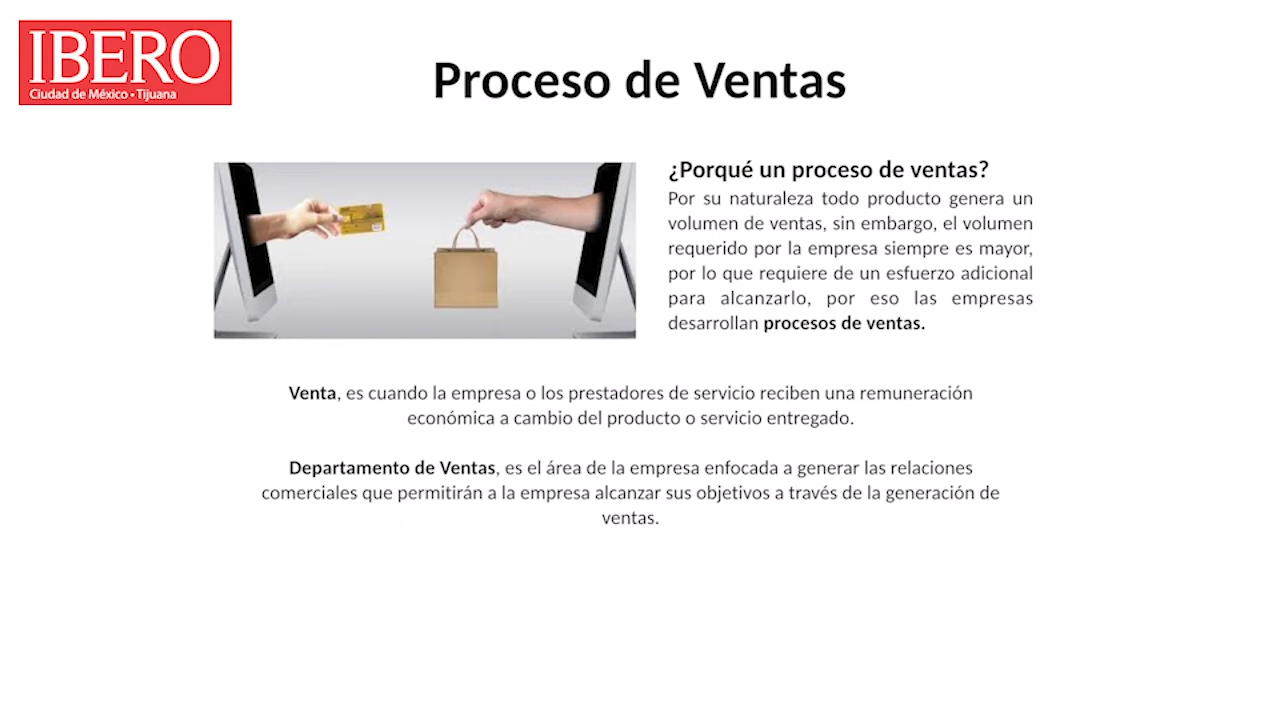 IBERO
Ciudad de México • Tijuana
Proceso de Ventas
¿Porqué un proceso de ventas?
Por su naturaleza todo producto genera un
volumen de ventas, sin embargo, el volumen
requerido por la empresa siempre es mayor,
por lo que requiere de un esfuerzo adicional
para alcanzarlo, por eso las empresas
desarrollan procesos de ventas.
Venta, es cuando la empresa o los prestadores de servicio reciben una remuneración
económica a cambio del producto o servicio entregado.
Departamento de Ventas, es el área de la empresa enfocada a generar las relaciones
comerciales que permitirán a la empresa alcanzar sus objetivos a través de la generación de
ventas.